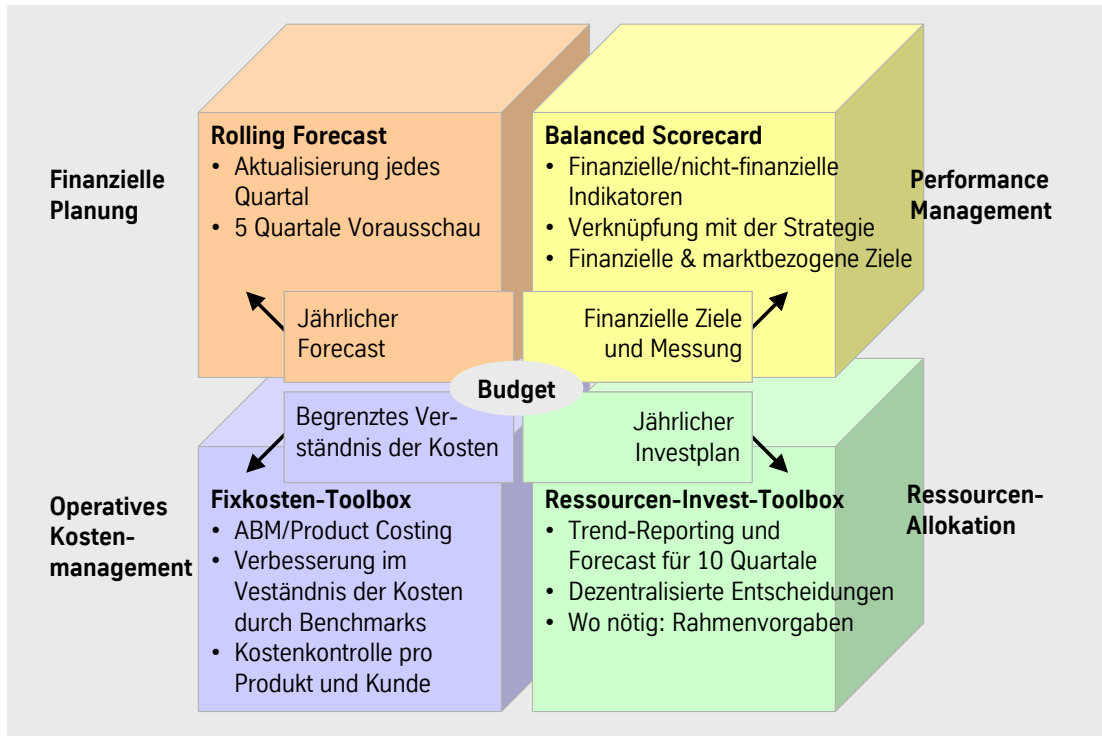 Finanzielle
Planung
Rolling Forecast
• Aktualisierung jedes
Quartal
• 5 Quartale Vorausschau
Jährlicher
Forecast
Balanced Scorecard
• Finanzielle/nicht-finanzielle
Indikatoren
• Verknüpfung mit der Strategie
• Finanzielle & marktbezogene Ziele
Finanzielle Ziele
und Messung
Performance
Management
Budget
Operatives
Kosten-
management
Begrenztes Ver-
ständnis der Kosten
Fixkosten-Toolbox
• ABM/Product Costing
• Verbesserung im
Veständnis der Kosten
durch Benchmarks
• Kostenkontrolle pro
Produkt und Kunde
Jährlicher
Investplan
Ressourcen-Invest-Toolbox
• Trend-Reporting und
Forecast für 10 Quartale
• Dezentralisierte Entscheidungen
• Wo nötig: Rahmenvorgaben
Ressourcen-
Allokation